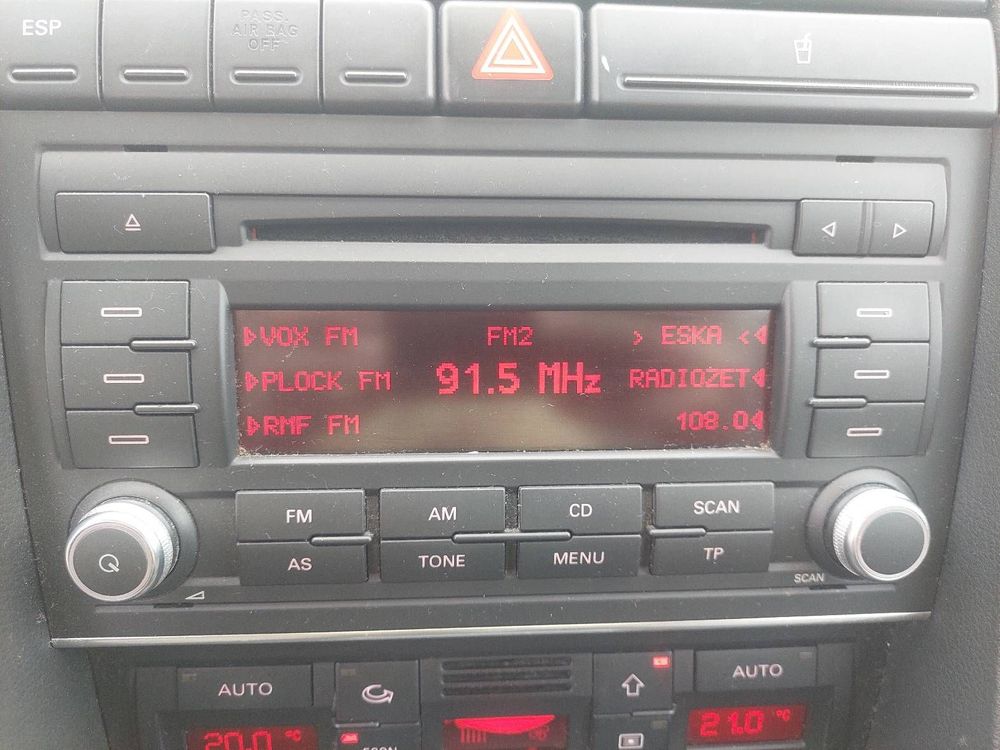 ESP
PASS.
AIR BAG
OFF
VOX FM FM2 > ESKA <
PLOCK FM 91.5 MHz RADIOZET
RMF FM 108.0
FM AM CD SCAN
AS TONE MENU TP
SCAN
AUTO AUTO
20.0 °C 21.0 °C
ECON